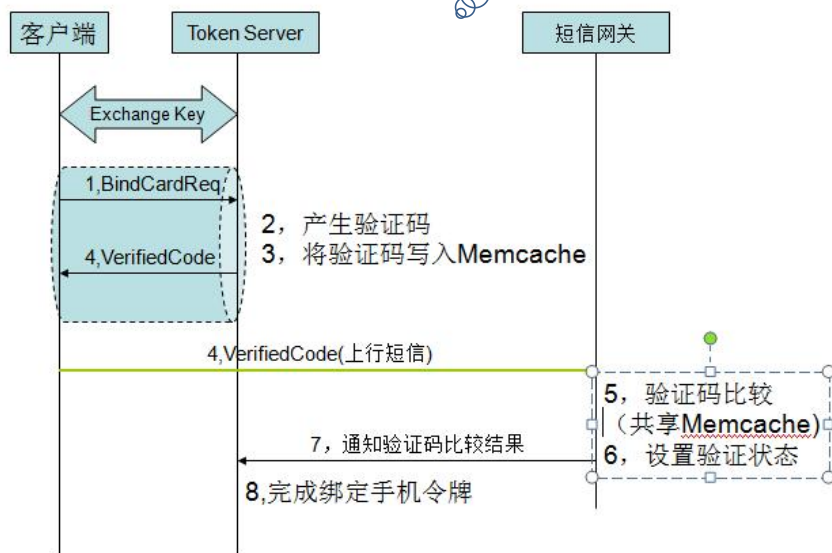 客户端
Token Server
短信网关
Exchange Key
1,BindCardReq
2，产生验证码
4,VerifiedCode
3，将验证码写入Memcache
4,VerifiedCode(上行短信)
5，验证码比较
（共享Memcache)
6，设置验证状态
7，通知验证码比较结果
8,完成绑定手机令牌